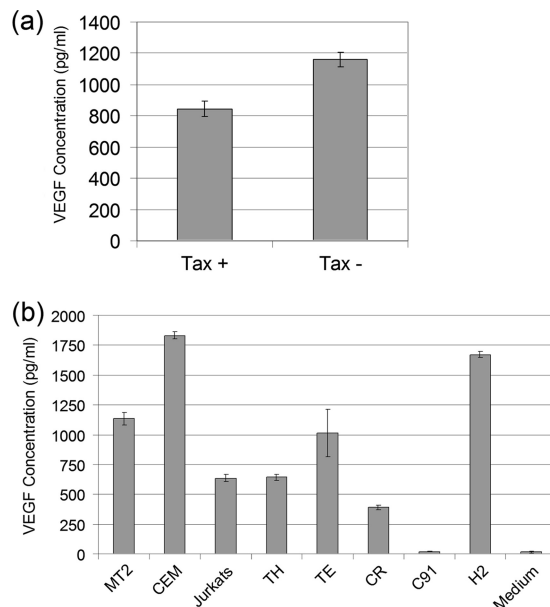 (a)
VEGF Concentration (pg/ml)
1400
1200
1000
800
600
400
200
0
Tax +
Tax -
(b)
VEGF Concentration (pg/ml)
2000
1750
1500
1250
1000
750
500
250
0
MT2
CEM
Jurkats
TH
TE
CR
C91
H2
Medium